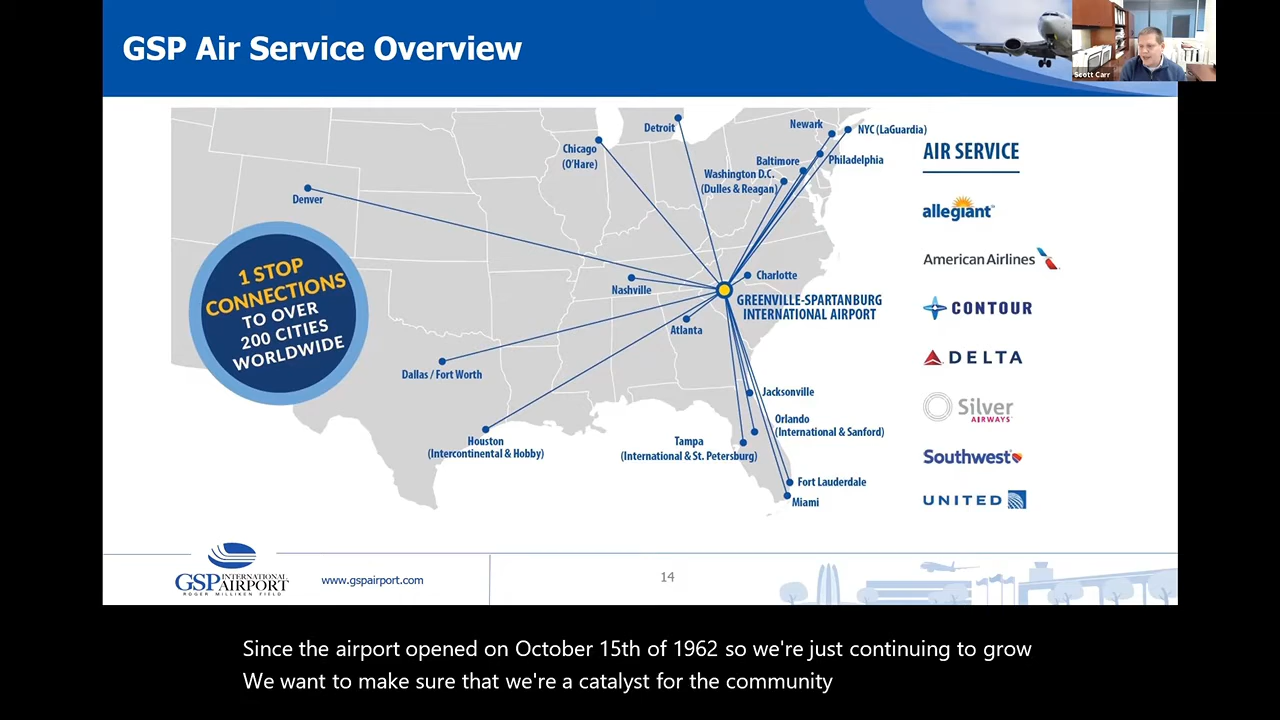 GSP Air Service Overview
Scott Carr
Detroit
Newark
NYC (LaGuardia)
Chicago
(O'Hare)
Baltimore
Philadelphia
Washington D.C.
(Dulles & Reagan)
Denver
AIR SERVICE
allegiant
American Airlines
CONTOUR
DELTA
Silver
AIRWAYS
Southwest
UNITED
1 STOP
CONNECTIONS
TO OVER
200 CITIES
WORLDWIDE
Nashville
Charlotte
GREENVILLE-SPARTANBURG
INTERNATIONAL AIRPORT
Atlanta
Dallas / Fort Worth
Jacksonville
Houston
(Intercontinental & Hobby)
Tampa
(International & St. Petersburg)
Orlando
(International & Sanford)
Fort Lauderdale
Miami
GSP INTERNATIONAL
AIRPORT
ROGER MILLIKEN FIELD
www.gspairport.com
14
Since the airport opened on October 15th of 1962 so we're just continuing to grow
We want to make sure that we're a catalyst for the community